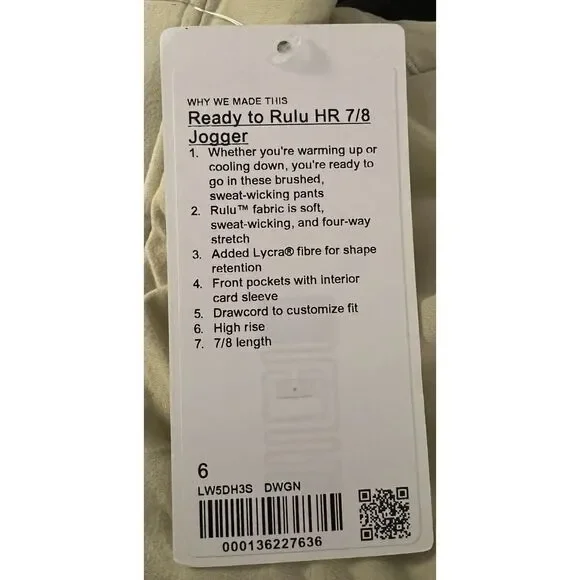 WHY WE MADE THIS
Ready to Rulu HR 7/8
Jogger
1. Whether you're warming up or
cooling down, you're ready to
go in these brushed,
sweat-wicking pants
2. Rulu™ fabric is soft,
sweat-wicking, and four-way
stretch
3. Added Lycra® fibre for shape
retention
4. Front pockets with interior
card sleeve
5. Drawcord to customize fit
6. High rise
7. 7/8 length
6
LW5DH3S DWGN
000136227636